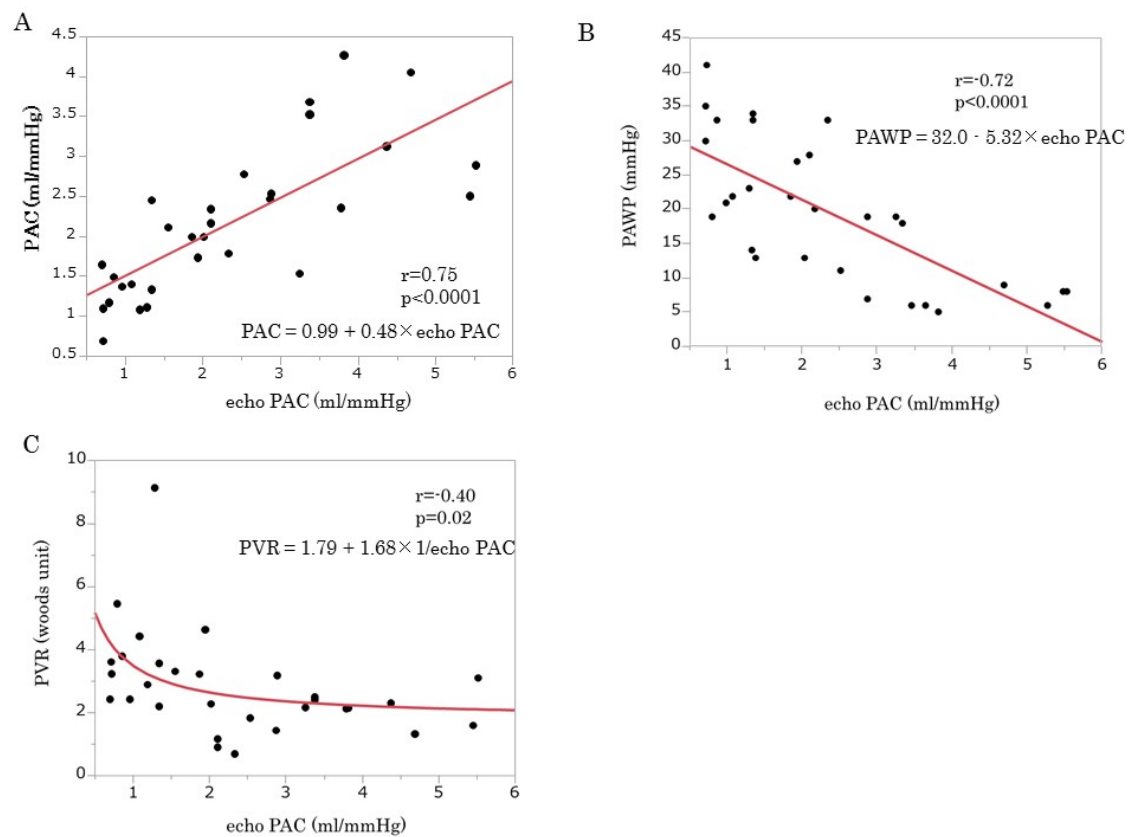 A
4.5
4
3.5
3
2.5
2
1.5
1
0.5
PAC (ml/mmHg)
r=0.75
p<0.0001
PAC = 0.99 + 0.48× echo PAC
1 2 3 4 5 6
echo PAC (ml/mmHg)
B
45
40
35
30
25
20
15
10
5
0
PAWP (mmHg)
r=-0.72
p<0.0001
PAWP = 32.0 - 5.32× echo PAC
1 2 3 4 5 6
echo PAC (ml/mmHg)
C
10
8
6
4
2
0
PVR (woods unit)
r=-0.40
p=0.02
PVR = 1.79 + 1.68× 1/echo PAC
1 2 3 4 5 6
echo PAC (ml/mmHg)